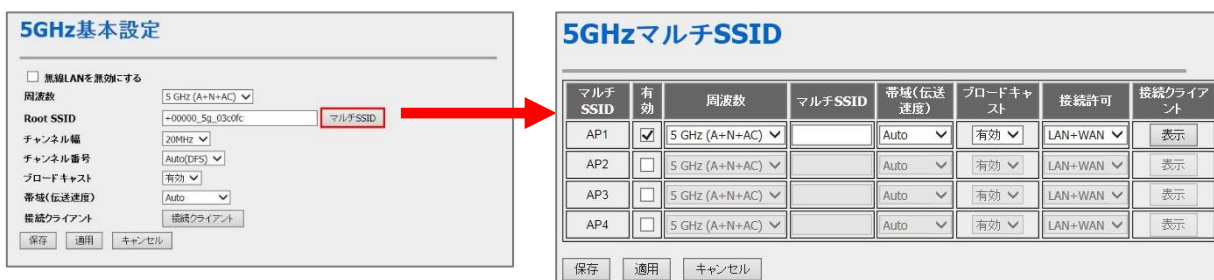 5GHz基本設定
無線LANを無効にする
周波数 5 GHz (A+N+AC)
Root SSID +00000_5g_03c0fc マルチSSID
チャンネル幅 20MHz
チャンネル番号 Auto(DFS)
ブロードキャスト 有効
帯域(伝送速度) Auto
接続クライアント 接続クライアント
保存 適用 キャンセル
5GHzマルチSSID
マルチSSID 有効 周波数 マルチSSID 帯域(伝送速度) ブロードキャスト 接続許可 接続クライアント
AP1 5 GHz (A+N+AC) Auto 有効 LAN+WAN 表示
AP2 5 GHz (A+N+AC) Auto 有効 LAN+WAN 表示
AP3 5 GHz (A+N+AC) Auto 有効 LAN+WAN 表示
AP4 5 GHz (A+N+AC) Auto 有効 LAN+WAN 表示
保存 適用 キャンセル